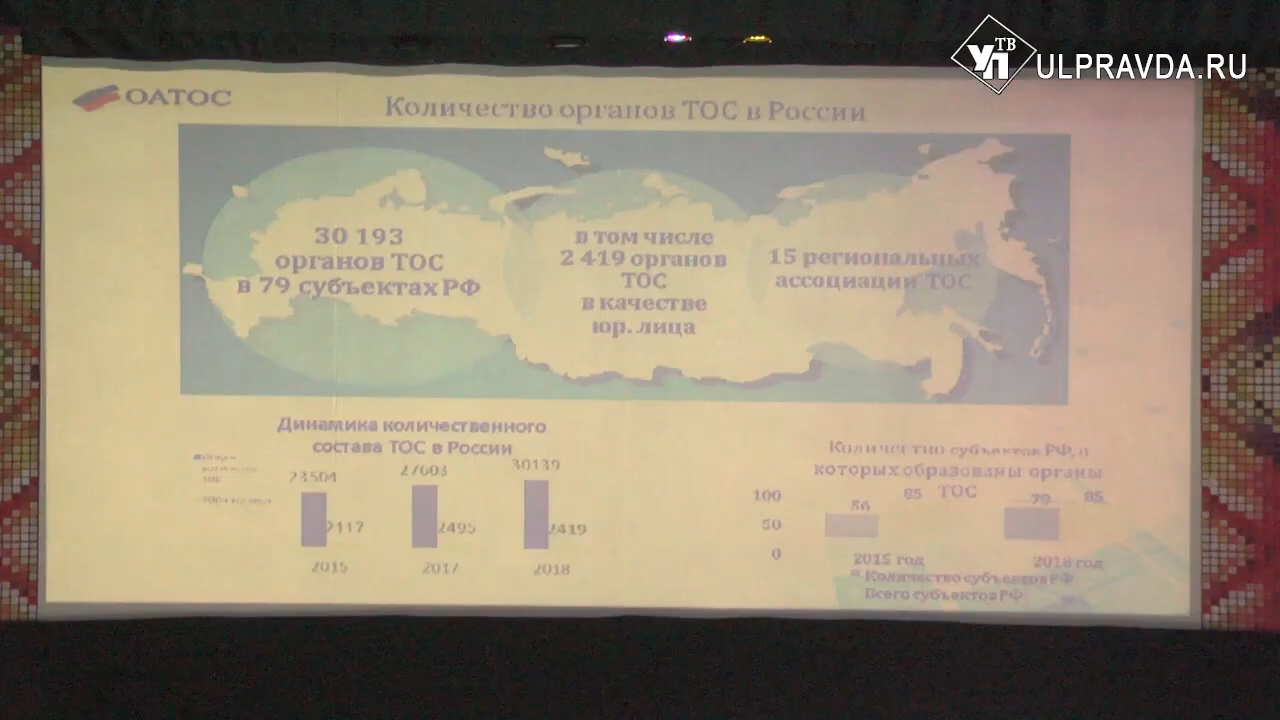 УП ТВ
ULPRAVDA.RU
ОАТОС
Количество органов ТОС в России
30 193
органов ТОС
в 79 субъектах РФ
в том числе
2 419 органов
ТОС
в качестве
юр. лица
15 региональных
ассоциации ТОС
Динамика количественного
состава ТОС в России
23504
27603
30139
2117
2495
2419
2015
2017
2018
Количество субъектов РФ, в
которых образованы органы
ТОС
100
50
0
56
85
79
85
2015 год
2018 год
Количество субъектов РФ
Всего субъектов РФ